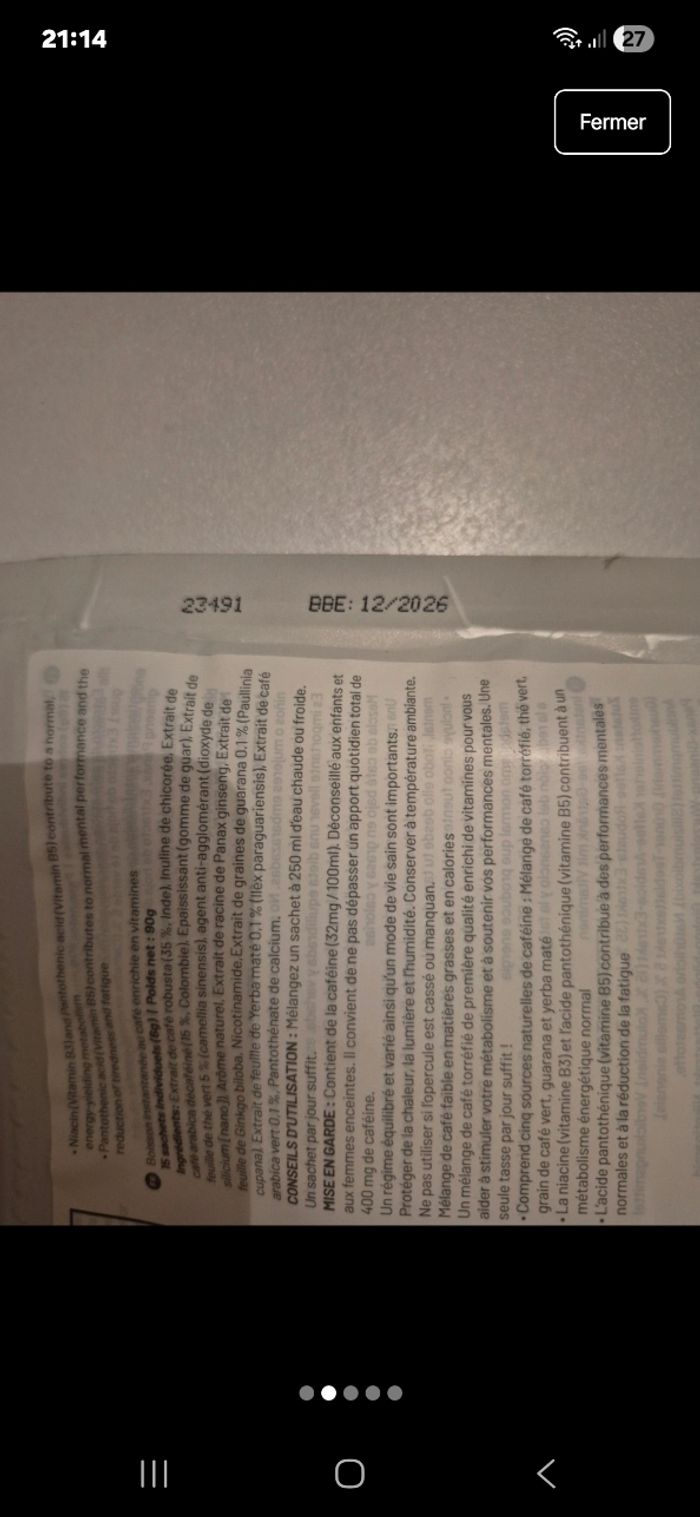 21:14
27
Fermer
23491 BBE: 12/2026
• Niacin (Vitamin B3) and Pantothenic acid (Vitamin B5) contribute to a normal
energy-yielding metabolism
• Pantothenic acid (Vitamin B5) contributes to normal mental performance and the
reduction of tiredness and fatigue
Boisson instantanée au café enrichie en vitamines
15 sachets individuels (6g) | Poids net : 90g
Ingrédients : Extrait de café robusta (35 %, Inde), Inuline de chicorée, Extrait de
café arabica décaféiné (15 %, Colombie), Epaississant (gomme de guar), Extrait de
feuille de thé vert 5 % (camellia sinensis), agent anti-agglomérant (dioxyde de
silicium [nano]), Arôme naturel, Extrait de racine de Panax ginseng, Extrait de
feuille de Ginkgo biloba, Nicotinamide, Extrait de graines de guarana 0,1 % (Paullinia
cupana), Extrait de feuille de Yerba maté 0,1 % (Ilex paraguariensis), Extrait de café
arabica vert 0,1 %, Pantothénate de calcium.
CONSEILS D'UTILISATION : Mélangez un sachet à 250 ml d'eau chaude ou froide.
Un sachet par jour suffit.
MISE EN GARDE : Contient de la caféine (32mg / 100ml). Déconseillé aux enfants et
aux femmes enceintes. Il convient de ne pas dépasser un apport quotidien total de
400 mg de caféine.
Un régime équilibré et varié ainsi qu'un mode de vie sain sont importants.
Protéger de la chaleur, la lumière et l'humidité. Conserver à température ambiante.
Ne pas utiliser si l'opercule est cassé ou manquan.
Mélange de café faible en matières grasses et en calories
Un mélange de café torréfié de première qualité enrichi de vitamines pour vous
aider à stimuler votre métabolisme et à soutenir vos performances mentales. Une
seule tasse par jour suffit !
• Comprend cinq sources naturelles de caféine : Mélange de café torréfié, thé vert,
grain de café vert, guarana et yerba maté
• La niacine (vitamine B3) et l'acide pantothénique (vitamine B5) contribuent à un
métabolisme énergétique normal
• L'acide pantothénique (vitamine B5) contribue à des performances mentales
normales et à la réduction de la fatigue